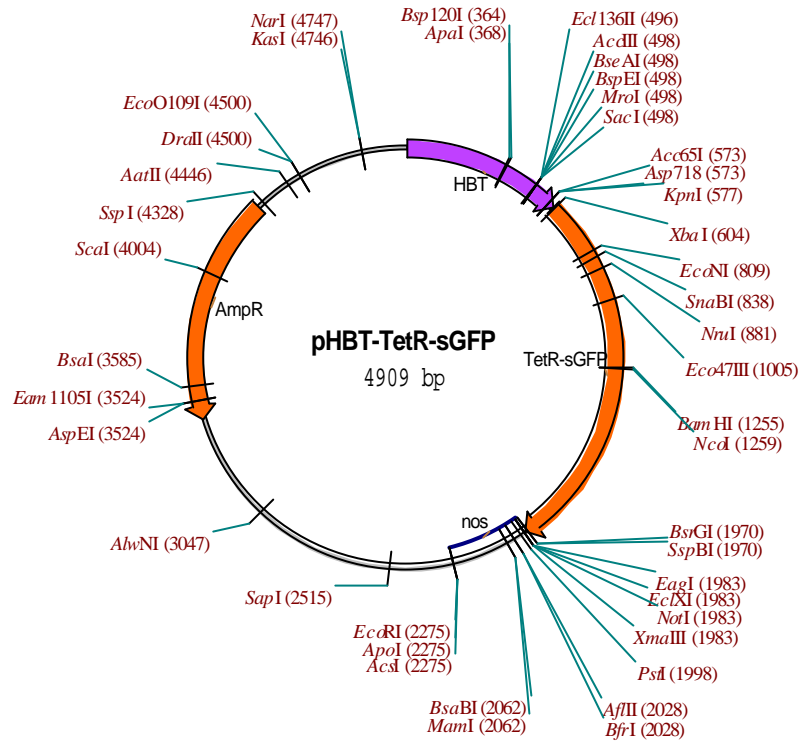 NarI (4747)
KasI (4746)
Bsp120I (364)
ApaI (368)
Ecl136II (496)
AccIII (498)
BseAI (498)
BspEI (498)
MroI (498)
SacI (498)
EcoO109I (4500)
DraII (4500)
AatII (4446)
SspI (4328)
ScaI (4004)
HBT
Acc65I (573)
Asp718 (573)
KpnI (577)
XbaI (604)
EcoNI (809)
SnaBI (838)
NruI (881)
Eco47III (1005)
AmpR
pHBT-TetR-sGFP
4909 bp
TetR-sGFP
BsaI (3585)
Eam1105I (3524)
AspEI (3524)
BamHI (1255)
NcoI (1259)
AlwNI (3047)
SapI (2515)
nos
BsrGI (1970)
SspBI (1970)
EagI (1983)
EclXI (1983)
NotI (1983)
XmaIII (1983)
PstI (1998)
EcoRI (2275)
ApoI (2275)
AcsI (2275)
BsaBI (2062)
MamI (2062)
AflII (2028)
BfrI (2028)